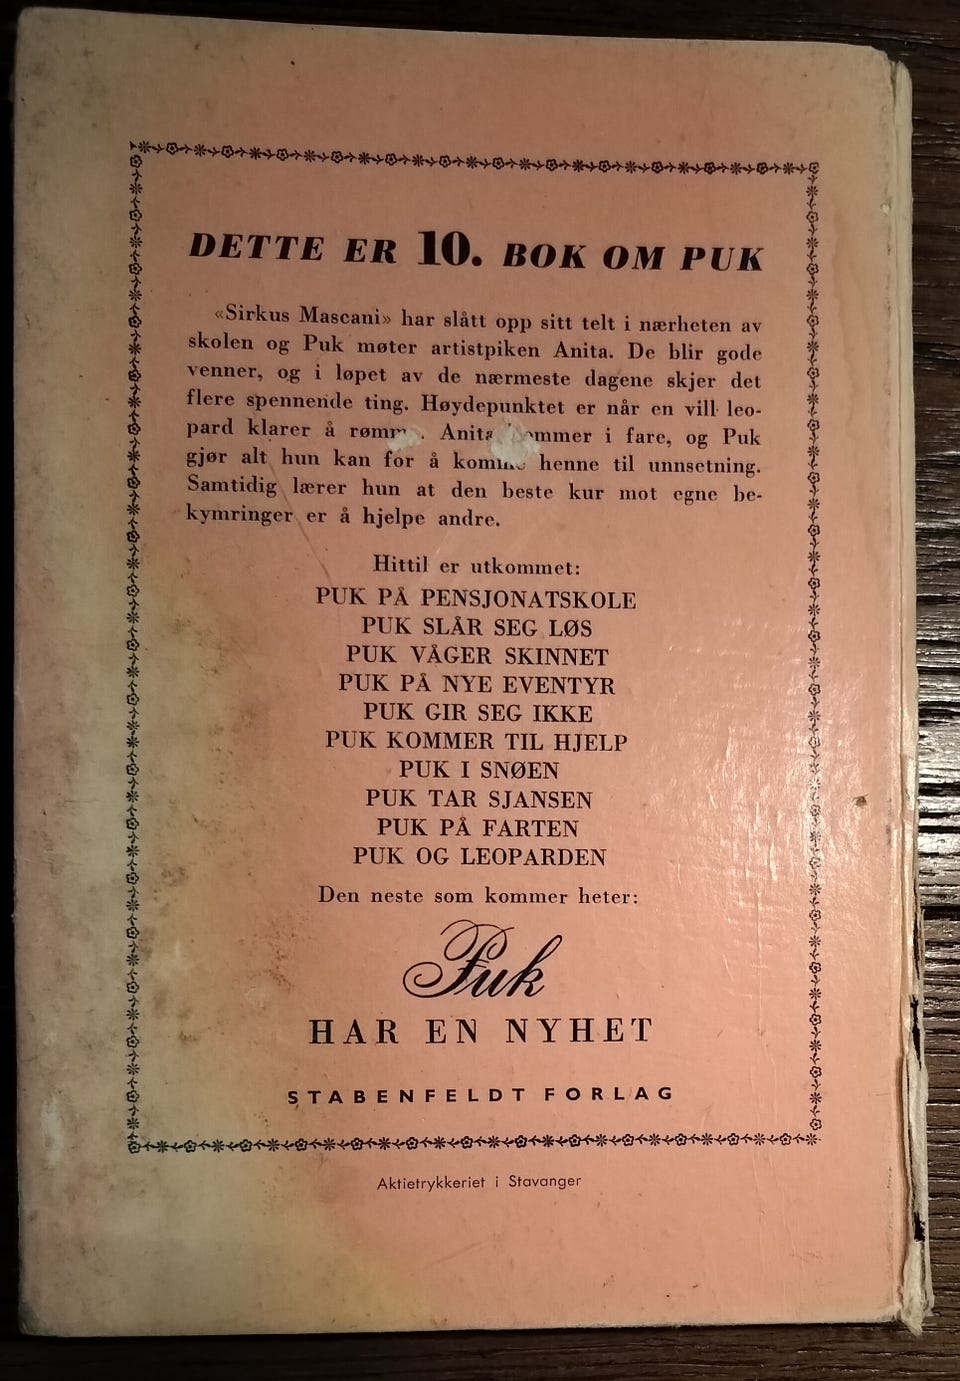 DETTE ER 10. BOK OM PUK
«Sirkus Mascani» har slått opp sitt telt i nærheten av
skolen og Puk møter artistpiken Anita. De blir gode
venner, og i løpet av de nærmeste dagene skjer det
flere spennende ting. Høydepunktet er når en vill leo-
pard klarer å . Anita kommer i fare, og Puk
gjør alt hun kan for å komme henne til unnsetning.
Samtidig lærer hun at den beste kur mot egne be-
kymringer er å hjelpe andre.
Hittil er utkommet:
PUK PÅ PENSJONATSKOLE
PUK SLÅR SEG LØS
PUK VÅGER SKINNET
PUK PÅ NYE EVENTYR
PUK GIR SEG IKKE
PUK KOMMER TIL HJELP
PUK I SNØEN
PUK TAR SJANSEN
PUK PÅ FARTEN
PUK OG LEOPARDEN
Den neste som kommer heter:
Puk
HAR EN NYHET
STABENFELDT FORLAG
Aktietrykkeriet i Stavanger